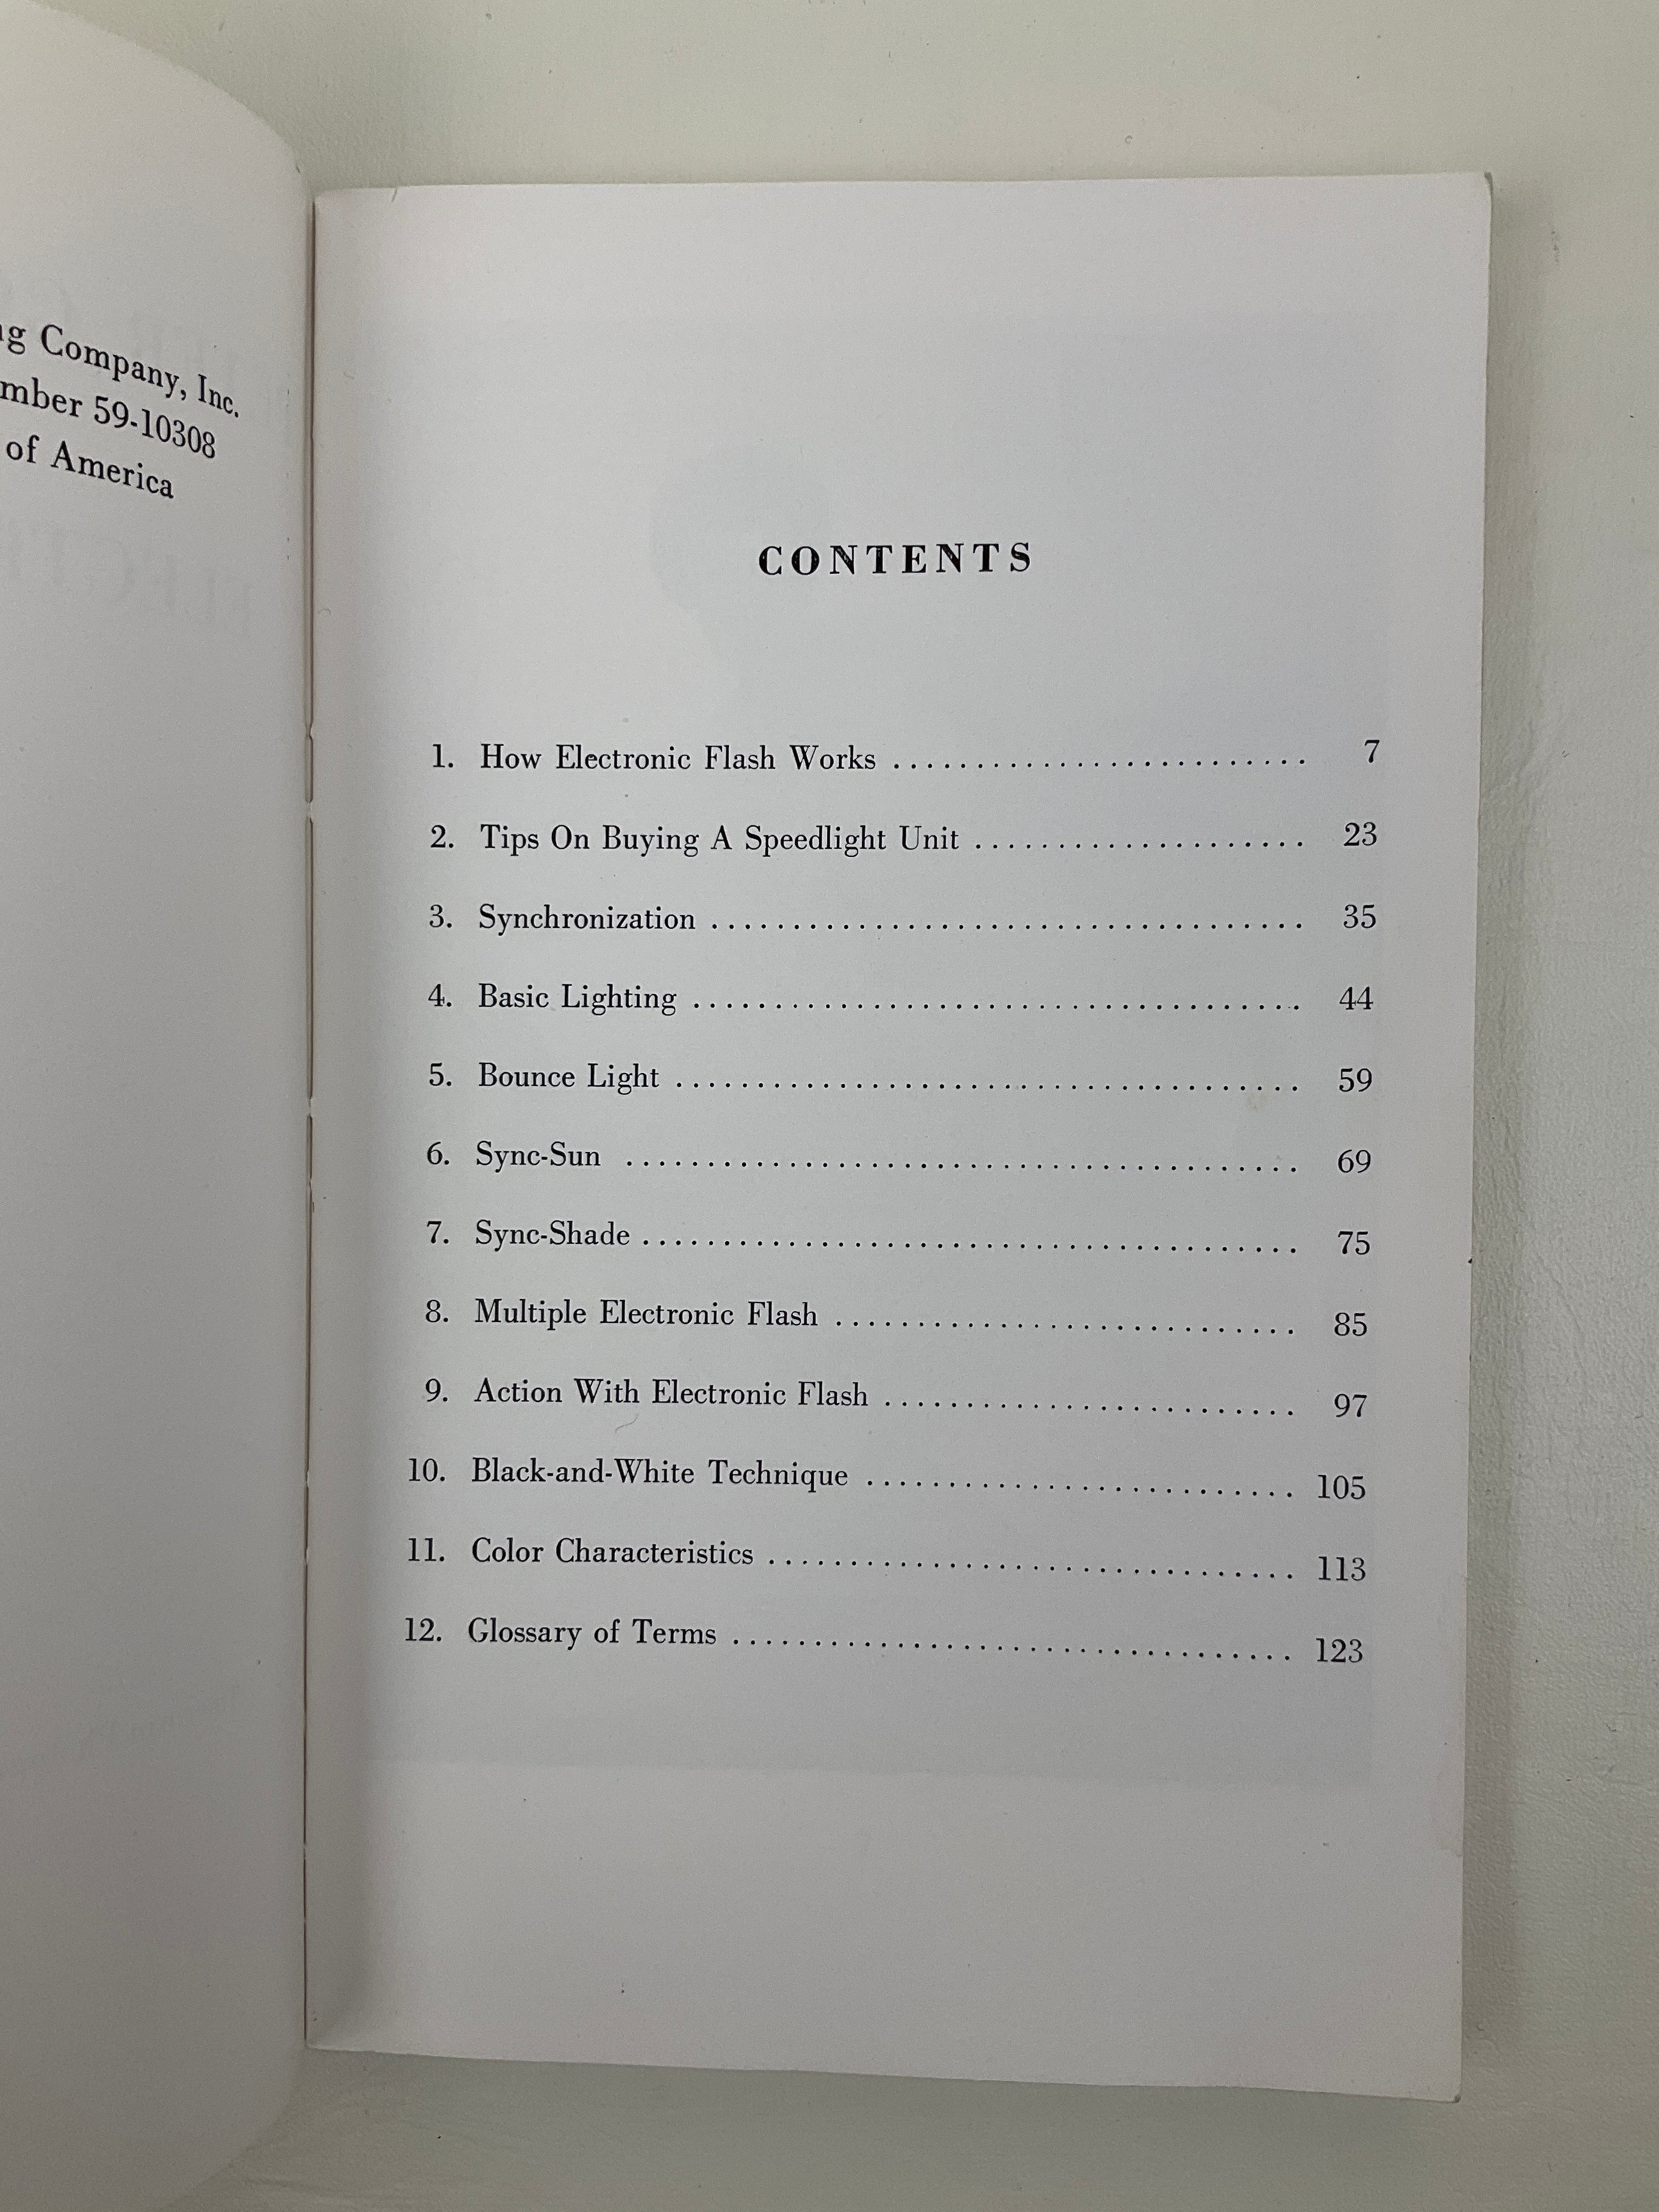 ng Company, Inc.
mber 59-10308
of America
CONTENTS
1. How Electronic Flash Works .......................... 7
2. Tips On Buying A Speedlight Unit .................... 23
3. Synchronization .................................... 35
4. Basic Lighting ..................................... 44
5. Bounce Light ...................................... 59
6. Sync-Sun ......................................... 69
7. Sync-Shade ........................................ 75
8. Multiple Electronic Flash ............................ 85
9. Action With Electronic Flash ......................... 97
10. Black-and-White Technique .......................... 105
11. Color Characteristics ................................ 113
12. Glossary of Terms .................................. 123